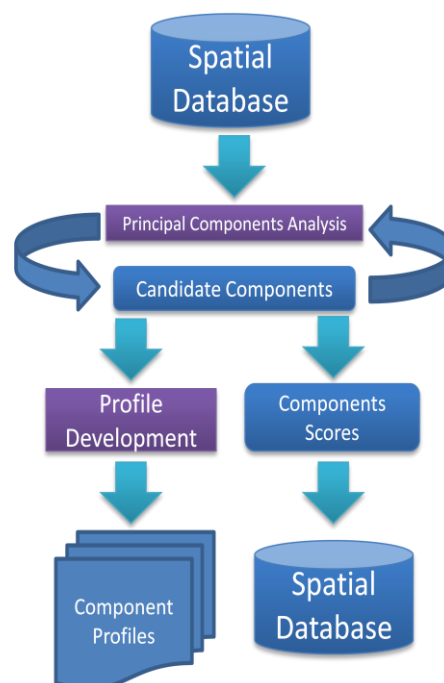 Spatial
Database
Principal Components Analysis
Candidate Components
Profile
Development
Components
Scores
Component
Profiles
Spatial
Database